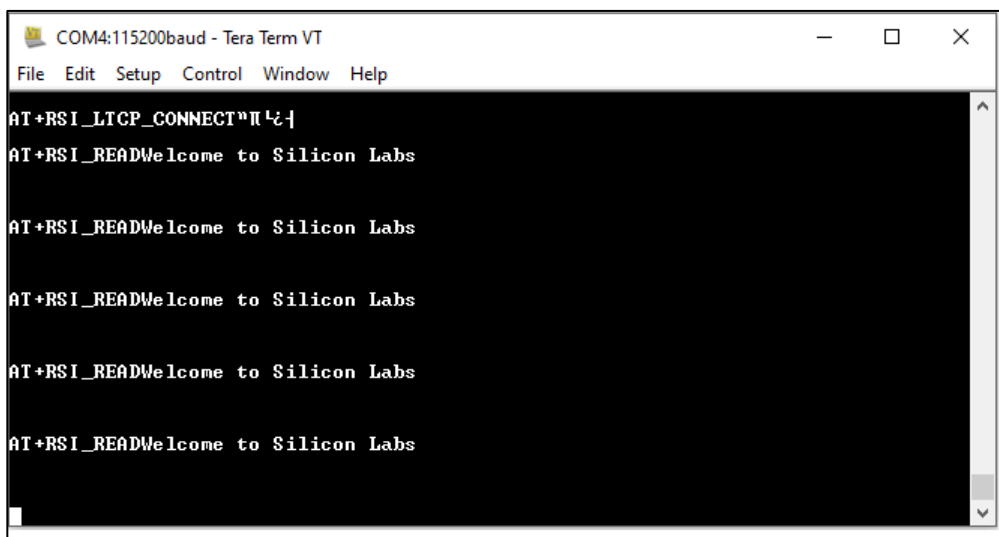 COM4:115200baud - Tera Term VT
File Edit Setup Control Window Help
AT+RSI_LTCP_CONNECT
AT+RSI_READWelcome to Silicon Labs
AT+RSI_READWelcome to Silicon Labs
AT+RSI_READWelcome to Silicon Labs
AT+RSI_READWelcome to Silicon Labs
AT+RSI_READWelcome to Silicon Labs